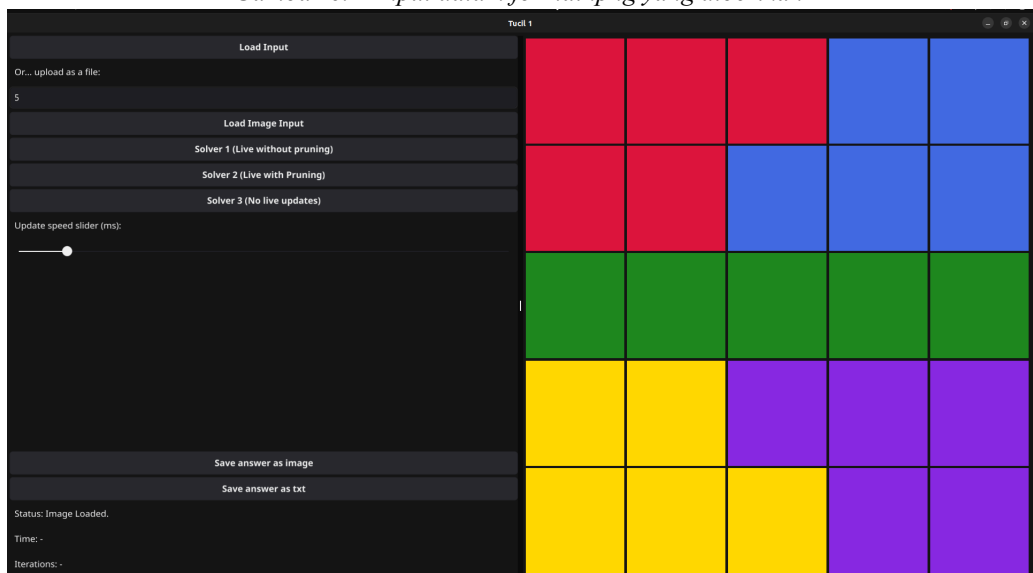 Tucil 1
Load Input
Or... upload as a file:
5
Load Image Input
Solver 1 (Live without pruning)
Solver 2 (Live with Pruning)
Solver 3 (No live updates)
Update speed slider (ms):
Save answer as image
Save answer as txt
Status: Image Loaded.
Time: -
Iterations: -